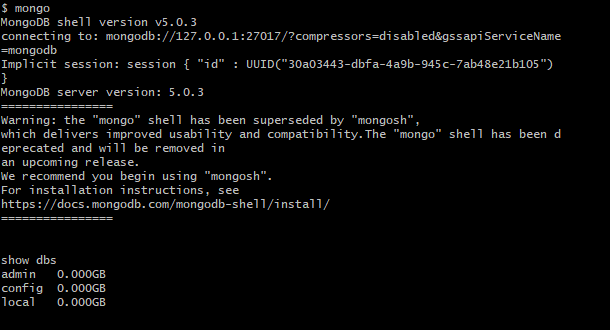 $ mongo
MongoDB shell version v5.0.3
connecting to: mongodb://127.0.0.1:27017/?compressors=disabled&gssapiServiceName
=mongodb
Implicit session: session { "id" : UUID("30a03443-dbfa-4a9b-945c-7ab48e21b105")
}
MongoDB server version: 5.0.3
================
Warning: the "mongo" shell has been superseded by "mongosh",
which delivers improved usability and compatibility.The "mongo" shell has been d
eprecated and will be removed in
an upcoming release.
We recommend you begin using "mongosh".
For installation instructions, see
https://docs.mongodb.com/mongodb-shell/install/
================
show dbs
admin   0.000GB
config  0.000GB
local   0.000GB